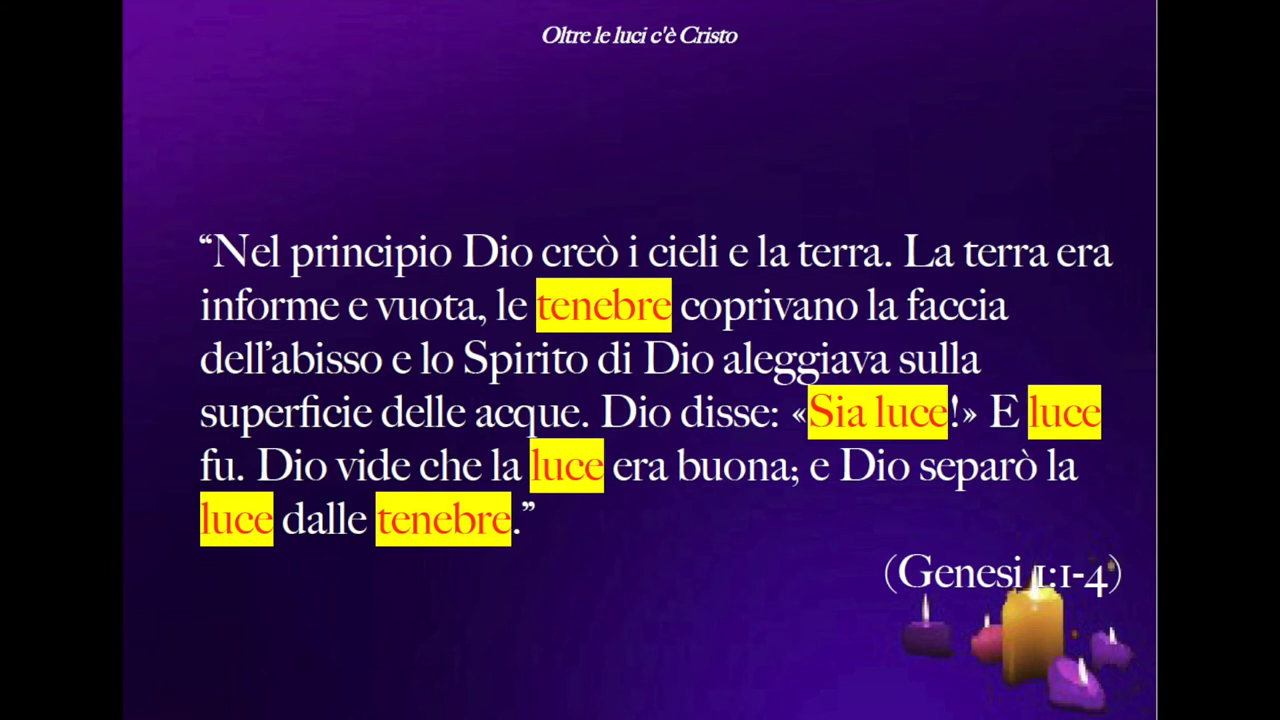 Oltre le luci c'è Cristo
“Nel principio Dio creò i cieli e la terra. La terra era
informe e vuota, le tenebre coprivano la faccia
dell’abisso e lo Spirito di Dio aleggiava sulla
superficie delle acque. Dio disse: «Sia luce!» E luce
fu. Dio vide che la luce era buona; e Dio separò la
luce dalle tenebre.”
(Genesi 1:1-4)